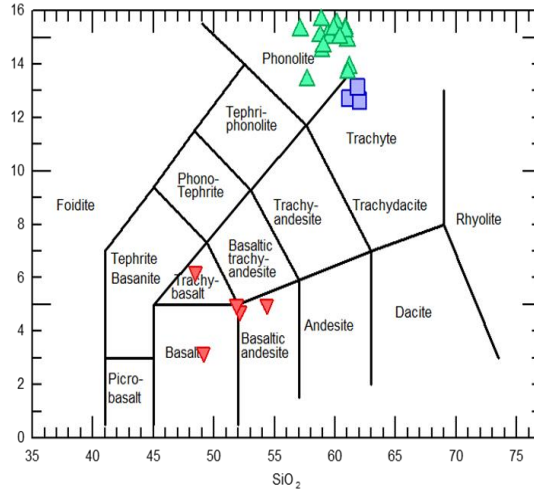 16
14
12
10
8
6
4
2
0
Phonolite
Tephri-
phonolite
Trachyte
Phono-
Tephrite
Foidite
Trachy-
andesite
Trachydacite
Rhyolite
Tephrite
Basanite
Basaltic
trachy-
andesite
Trachy-
basalt
Basalt
Basaltic
andesite
Andesite
Dacite
Picro-
basalt
35 40 45 50 55 60 65 70 75
SiO₂